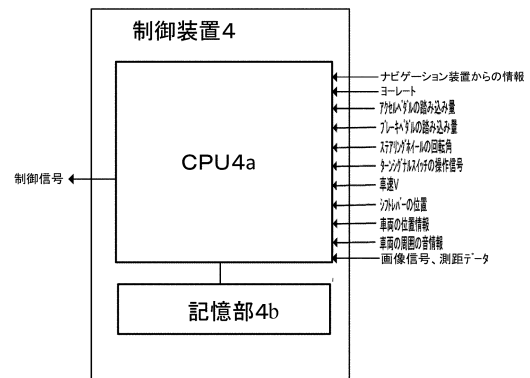 制御装置4
CPU4a
制御信号
ナビゲーション装置からの情報
ヨーレート
アクセルペダルの踏み込み量
ブレーキペダルの踏み込み量
ステアリングホイールの回転角
ターンシグナルスイッチの操作信号
車速V
シフトレバーの位置
車両の位置情報
車両の周囲の音情報
画像信号、測距データ
記憶部4b